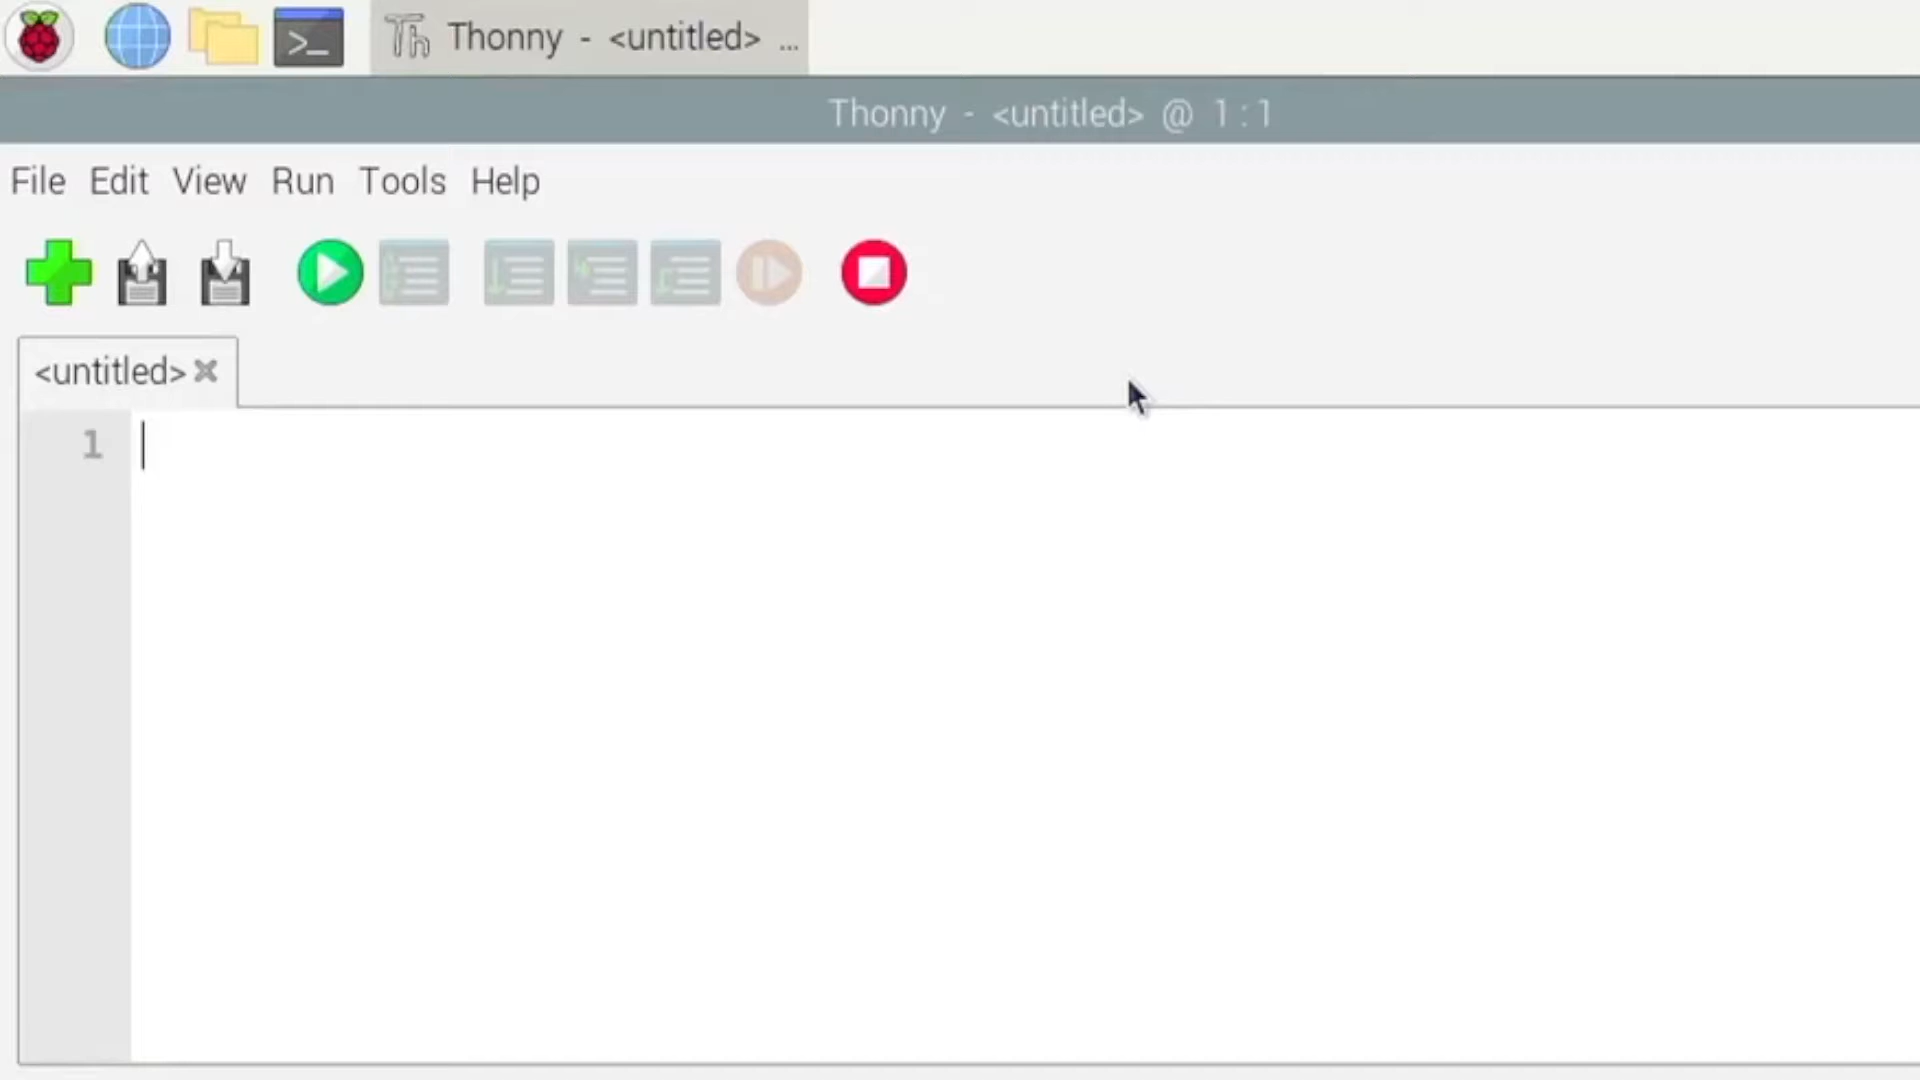 Thonny - <untitled> ...
Thonny - <untitled> @ 1 : 1
File Edit View Run Tools Help
<untitled>
1